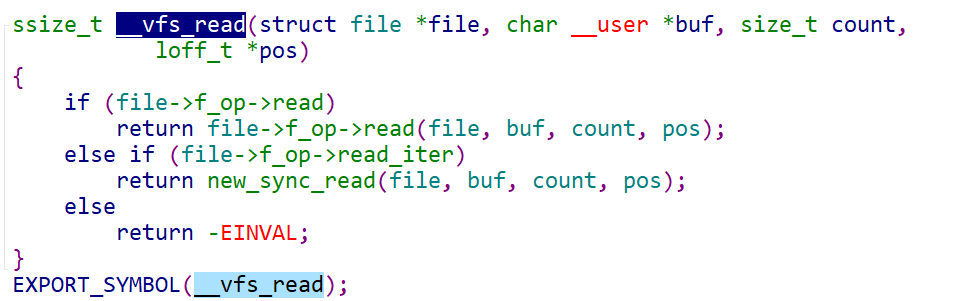 ssize_t __vfs_read(struct file *file, char __user *buf, size_t count,
loff_t *pos)
{
if (file->f_op->read)
return file->f_op->read(file, buf, count, pos);
else if (file->f_op->read_iter)
return new_sync_read(file, buf, count, pos);
else
return -EINVAL;
}
EXPORT_SYMBOL(__vfs_read);